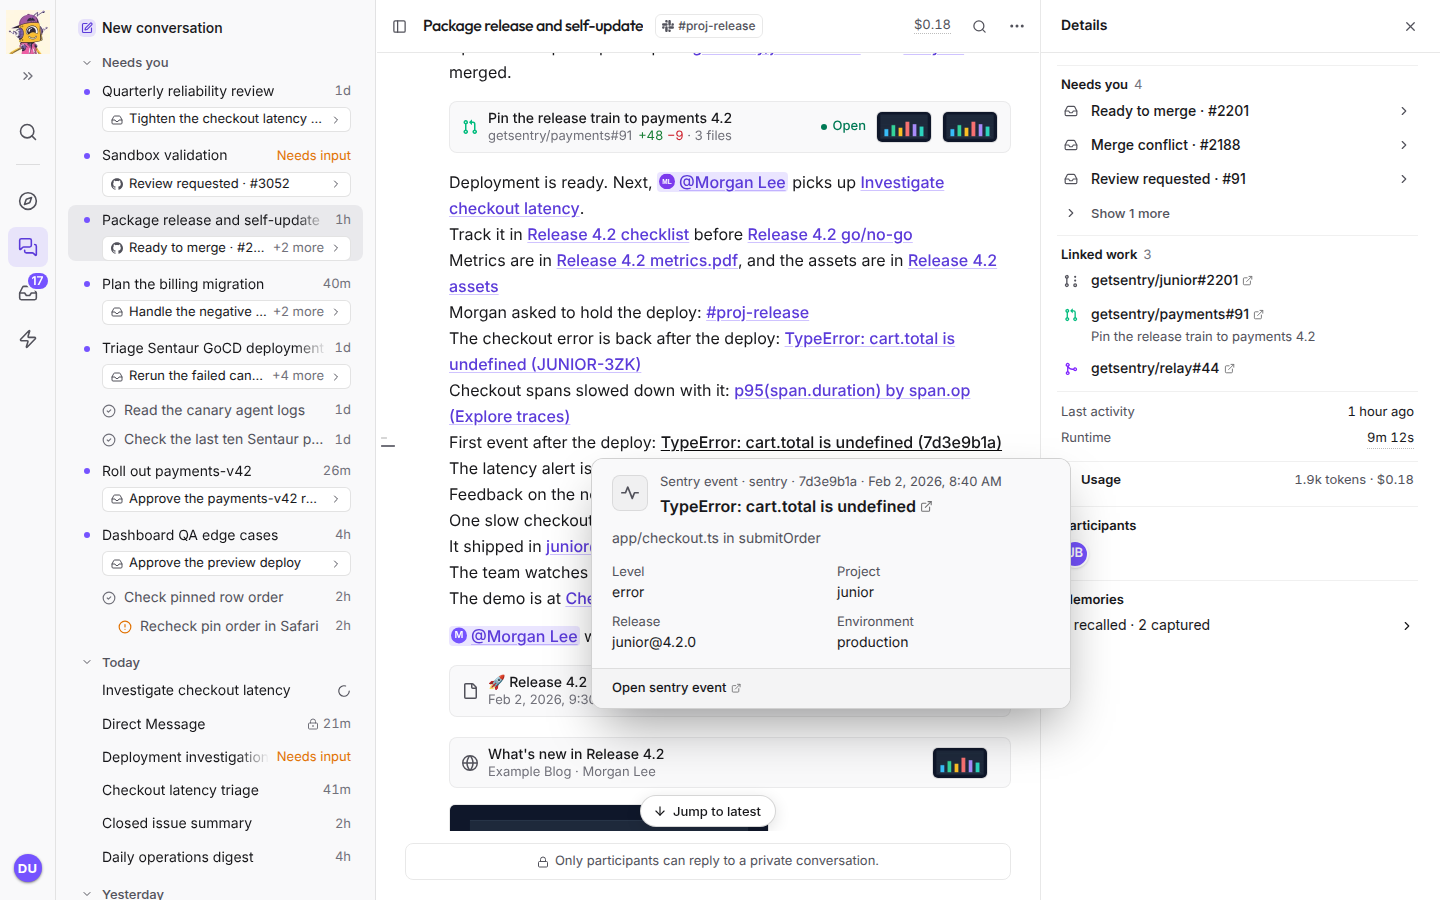 New conversation
Needs you
Quarterly reliability review 1d
Tighten the checkout latency ...
Sandbox validation Needs input
Review requested · #3052
Package release and self-update 1h
Ready to merge · #2... +2 more
Plan the billing migration 40m
Handle the negative ... +2 more
Triage Sentaur GoCD deployment 1d
Rerun the failed can... +4 more
Read the canary agent logs 1d
Check the last ten Sentaur p... 1d
Roll out payments-v42 26m
Approve the payments-v42 r...
Dashboard QA edge cases 4h
Approve the preview deploy
Check pinned row order 2h
Recheck pin order in Safari 2h
Today
Investigate checkout latency
Direct Message 21m
Deployment investigation Needs input
Checkout latency triage 41m
Closed issue summary 2h
Daily operations digest 4h
Yesterday
17
DU
Package release and self-update #proj-release $0.18
merged.
Pin the release train to payments 4.2
getsentry/payments#91 +48 −9 · 3 files
Open
Deployment is ready. Next, ML @Morgan Lee picks up Investigate
checkout latency.
Track it in Release 4.2 checklist before Release 4.2 go/no-go
Metrics are in Release 4.2 metrics.pdf, and the assets are in Release 4.2
assets
Morgan asked to hold the deploy: #proj-release
The checkout error is back after the deploy: TypeError: cart.total is
undefined (JUNIOR-3ZK)
Checkout spans slowed down with it: p95(span.duration) by span.op
(Explore traces)
First event after the deploy: TypeError: cart.total is undefined (7d3e9b1a)
The latency alert is
Feedback on the
One slow checkout
It shipped in junior
The team watches
The demo is at
M @Morgan Lee
🚀 Release 4.2
Feb 2, 2026, 9:30
What's new in Release 4.2
Example Blog · Morgan Lee
Jump to latest
Only participants can reply to a private conversation.
Sentry event · sentry · 7d3e9b1a · Feb 2, 2026, 8:40 AM
TypeError: cart.total is undefined
app/checkout.ts in submitOrder
Level Project
error junior
Release Environment
junior@4.2.0 production
Open sentry event
Details
Needs you 4
Ready to merge · #2201
Merge conflict · #2188
Review requested · #91
Show 1 more
Linked work 3
getsentry/junior#2201
getsentry/payments#91
Pin the release train to payments 4.2
getsentry/relay#44
Last activity 1 hour ago
Runtime 9m 12s
Usage 1.9k tokens · $0.18
articipants
JB
emories
recalled · 2 captured